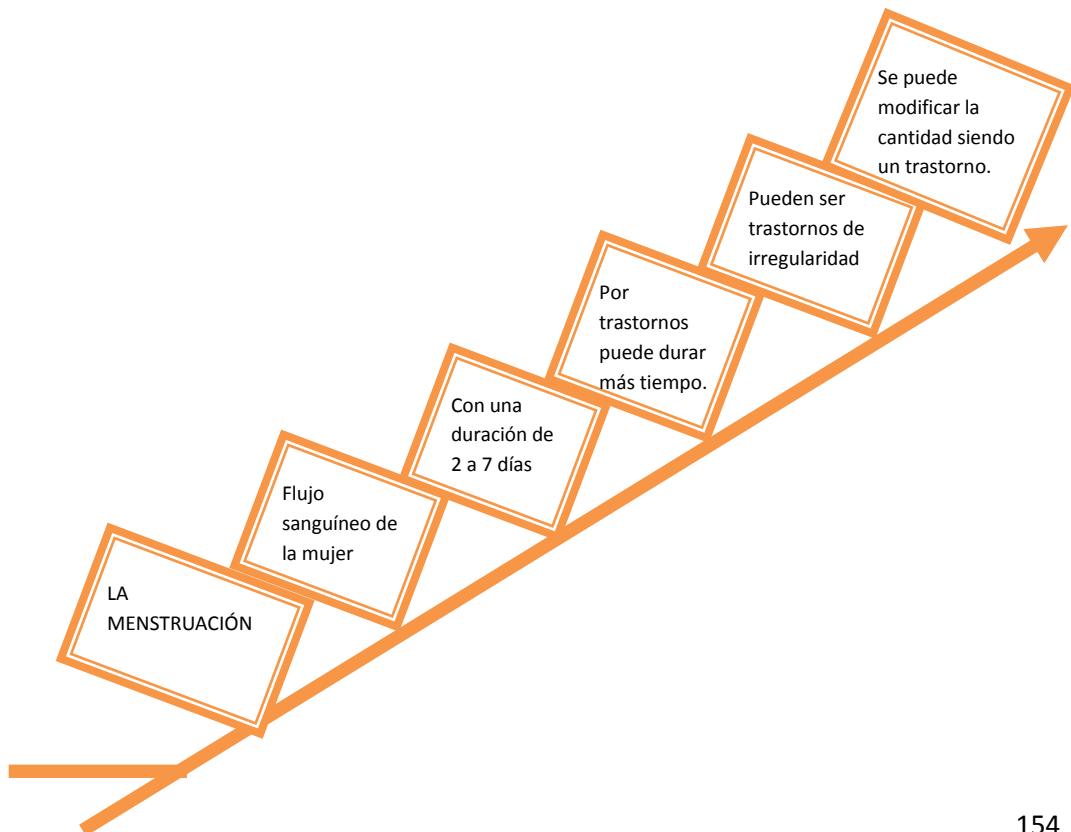 LA
MENSTRUACIÓN
Flujo
sanguíneo de
la mujer
Con una
duración de
2 a 7 días
Por
trastornos
puede durar
más tiempo.
Pueden ser
trastornos de
irregularidad
Se puede
modificar la
cantidad siendo
un trastorno.
154